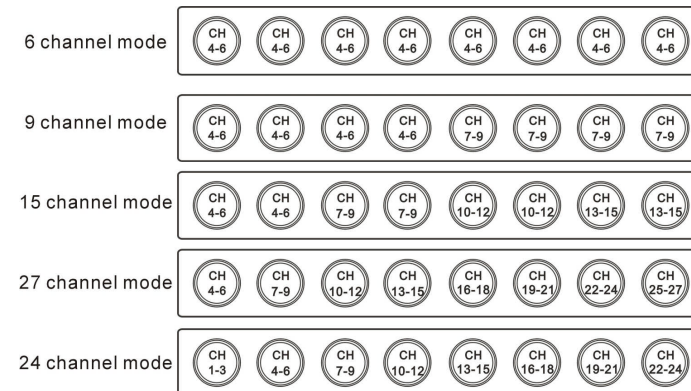 6 channel mode CH 4-6 CH 4-6 CH 4-6 CH 4-6 CH 4-6 CH 4-6 CH 4-6 CH 4-6
9 channel mode CH 4-6 CH 4-6 CH 4-6 CH 4-6 CH 7-9 CH 7-9 CH 7-9 CH 7-9
15 channel mode CH 4-6 CH 4-6 CH 7-9 CH 7-9 CH 10-12 CH 10-12 CH 13-15 CH 13-15
27 channel mode CH 4-6 CH 7-9 CH 10-12 CH 13-15 CH 16-18 CH 19-21 CH 22-24 CH 25-27
24 channel mode CH 1-3 CH 4-6 CH 7-9 CH 10-12 CH 13-15 CH 16-18 CH 19-21 CH 22-24